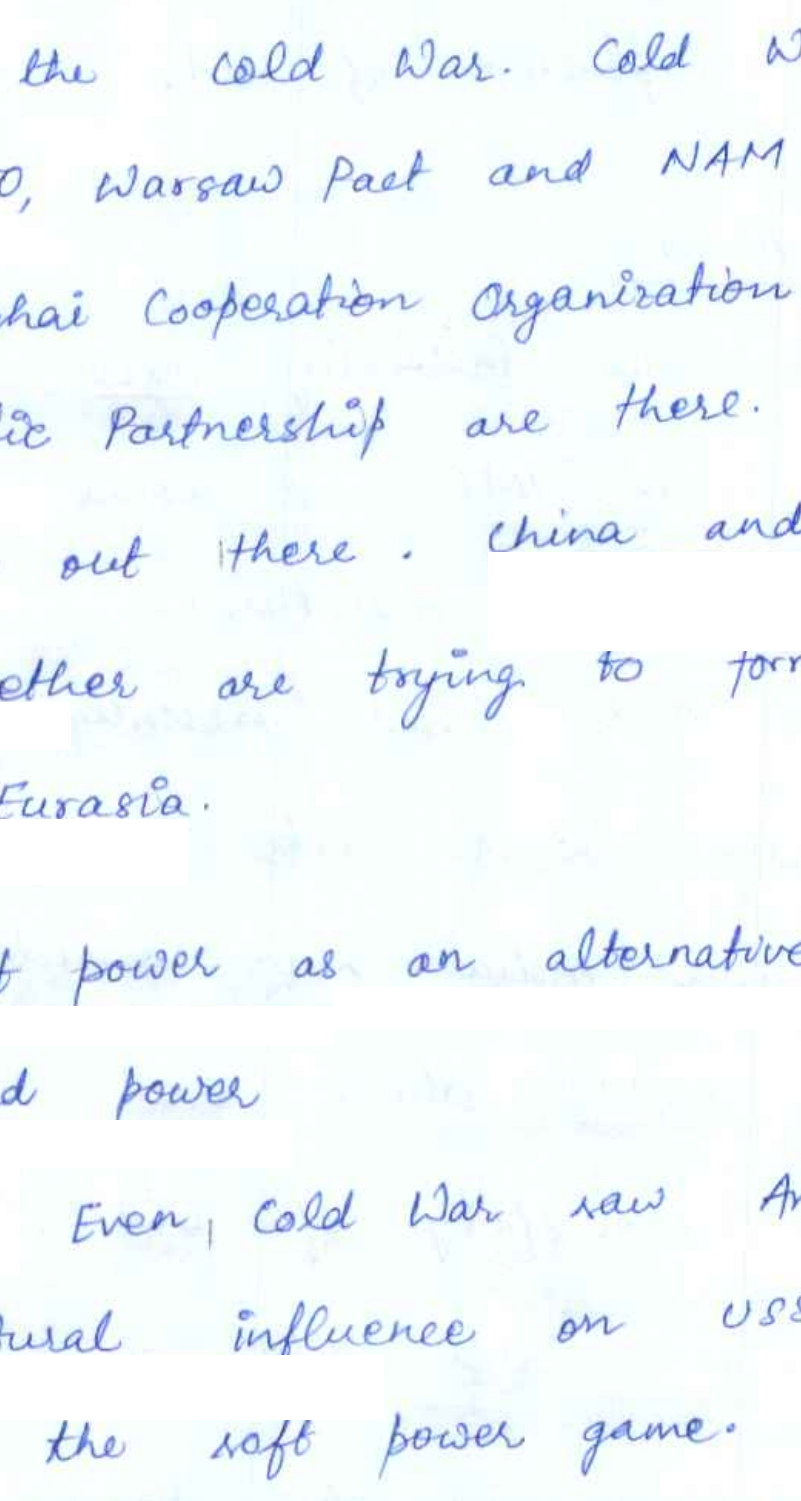 the cold War. Cold W
O, Warsaw Pact and NAM
hai Cooperation Organization
ic Partnership are there.
out there. China and
ether are trying to form
Eurasia.
f power as an alternative
d power
Even, Cold War saw Am
tural influence on USS
the soft power game.